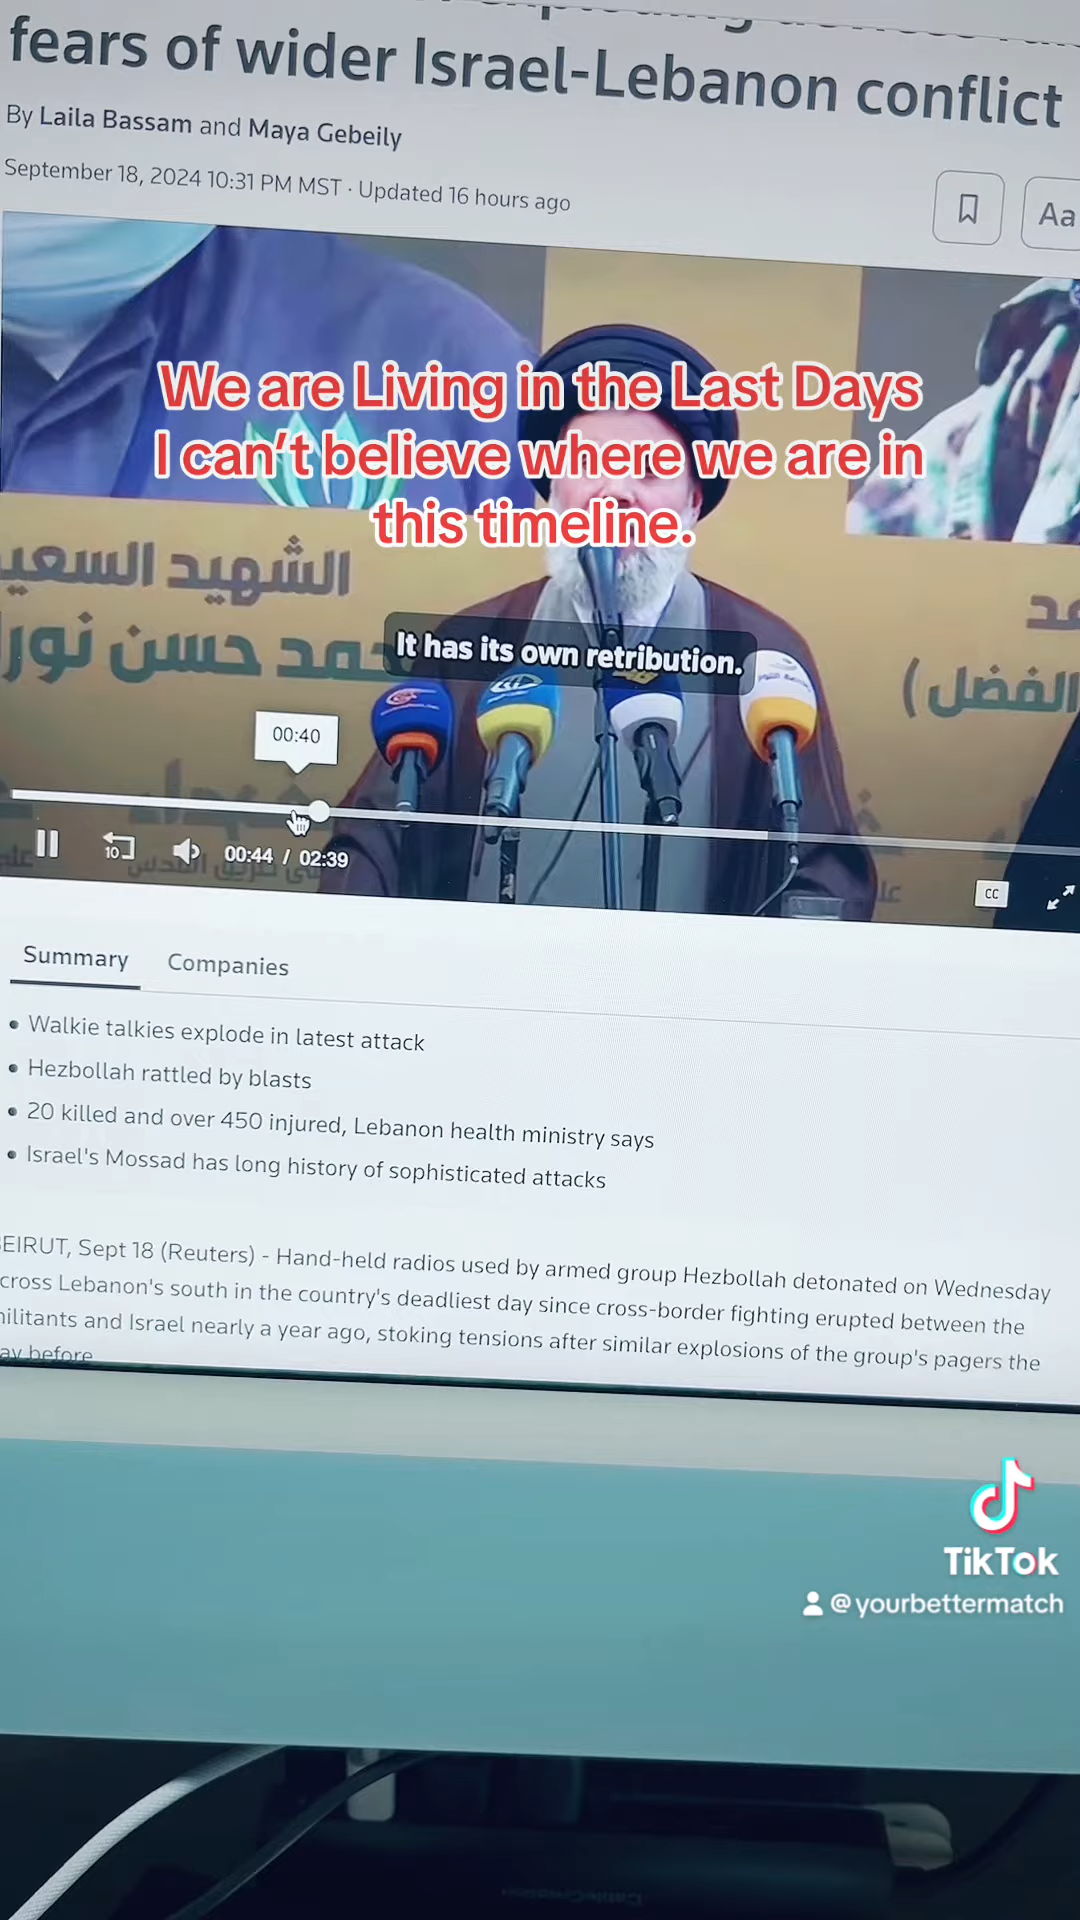 fears of wider Israel-Lebanon conflict
By Laila Bassam and Maya Gebeily
September 18, 2024 10:31 PM MST · Updated 16 hours ago
Aa
We are Living in the Last Days
I can't believe where we are in
this timeline.
الشهيد السعيد
حسن
الفضل)
It has its own retribution.
00:40
10
00:44 / 02:39
CC
Summary
Companies
• Walkie talkies explode in latest attack
• Hezbollah rattled by blasts
• 20 killed and over 450 injured, Lebanon health ministry says
• Israel's Mossad has long history of sophisticated attacks
EIRUT, Sept 18 (Reuters) - Hand-held radios used by armed group Hezbollah detonated on Wednesday
cross Lebanon's south in the country's deadliest day since cross-border fighting erupted between the
militants and Israel nearly a year ago, stoking tensions after similar explosions of the group's pagers the
ay before
TikTok
@yourbettermatch